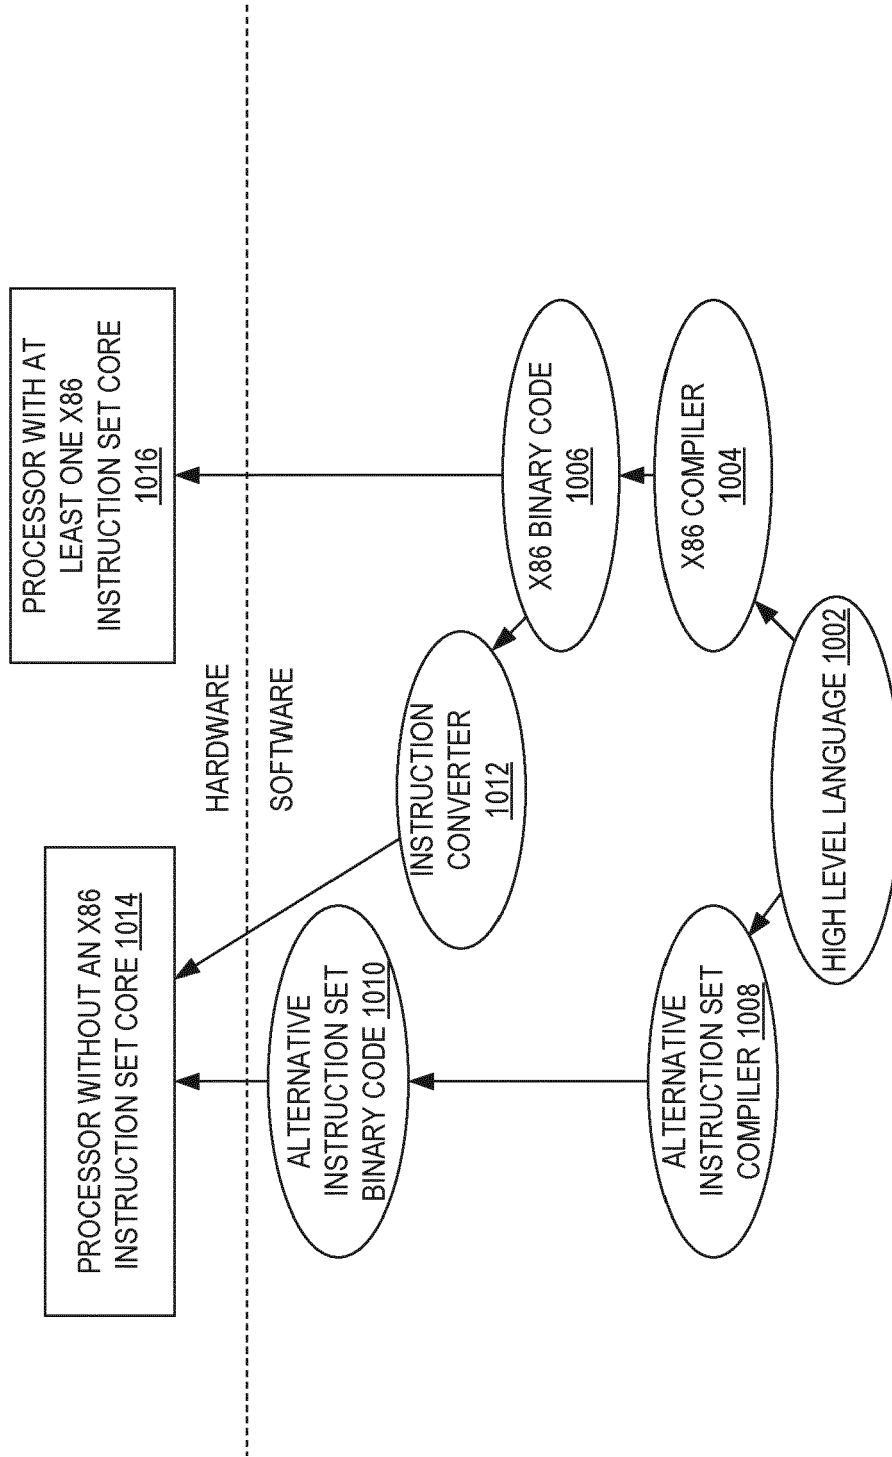 PROCESSOR WITHOUT AN X86
INSTRUCTION SET CORE 1014
PROCESSOR WITH AT
LEAST ONE X86
INSTRUCTION SET CORE
1016
HARDWARE
SOFTWARE
ALTERNATIVE
INSTRUCTION SET
BINARY CODE 1010
INSTRUCTION
CONVERTER
1012
X86 BINARY CODE
1006
ALTERNATIVE
INSTRUCTION SET
COMPILER 1008
X86 COMPILER
1004
HIGH LEVEL LANGUAGE 1002